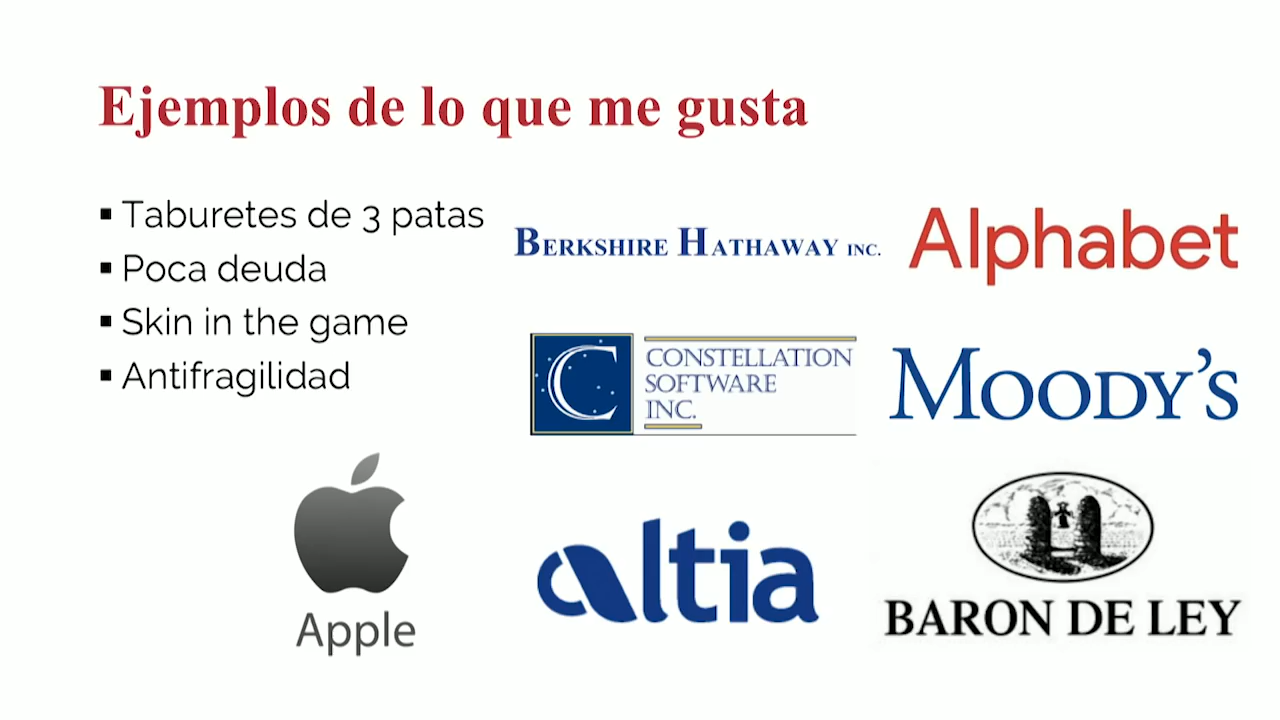 Ejemplos de lo que me gusta
▪ Taburetes de 3 patas
▪ Poca deuda
▪ Skin in the game
▪ Antifragilidad
BERKSHIRE HATHAWAY INC.
Alphabet
CONSTELLATION
SOFTWARE
INC.
MOODY'S
Apple
altia
BARON DE LEY